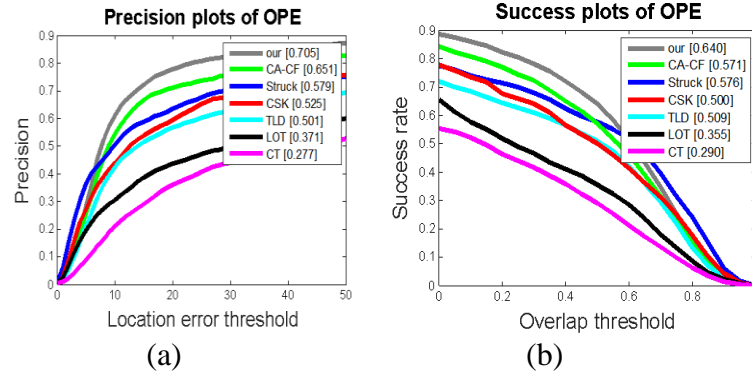 Precision plots of OPE
0.9
0.8
0.7
0.6
0.5
0.4
0.3
0.2
0.1
0
Precision
our [0.705]
CA-CF [0.651]
Struck [0.579]
CSK [0.525]
TLD [0.501]
LOT [0.371]
CT [0.277]
0 10 20 30 40 50
Location error threshold
(a)
Success plots of OPE
0.9
0.8
0.7
0.6
0.5
0.4
0.3
0.2
0.1
0
Success rate
our [0.640]
CA-CF [0.571]
Struck [0.576]
CSK [0.500]
TLD [0.509]
LOT [0.355]
CT [0.290]
0 0.2 0.4 0.6 0.8
Overlap threshold
(b)